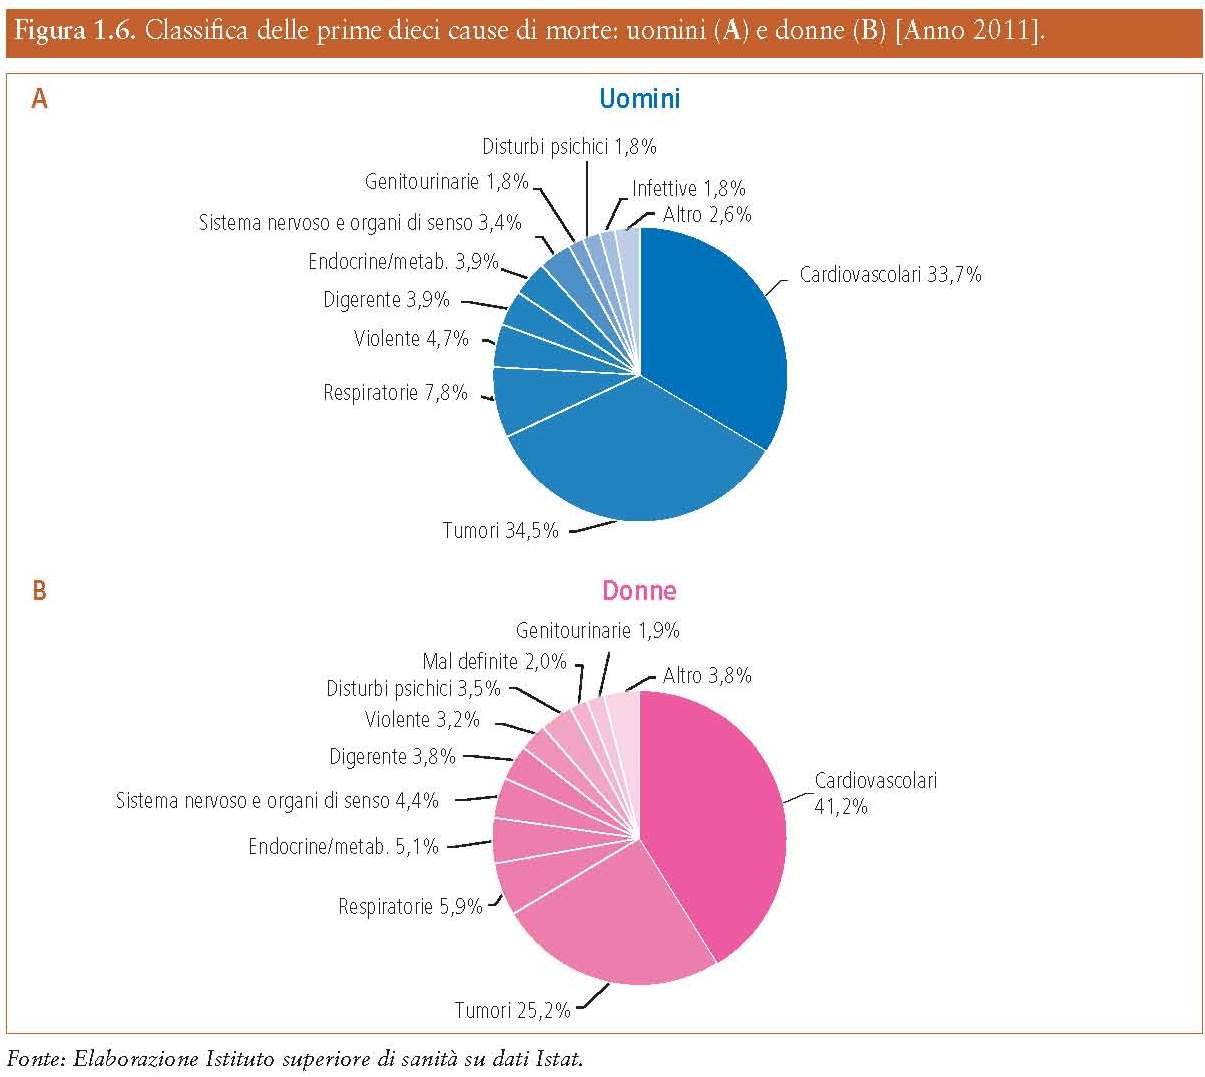 Figura 1.6. Classifica delle prime dieci cause di morte: uomini (A) e donne (B) [Anno 2011].
A
Uomini
Disturbi psichici 1,8%
Genitourinarie 1,8%
Infettive 1,8%
Altro 2,6%
Sistema nervoso e organi di senso 3,4%
Endocrine/metab. 3,9%
Cardiovascolari 33,7%
Digerente 3,9%
Violente 4,7%
Respiratorie 7,8%
Tumori 34,5%
B
Donne
Genitourinarie 1,9%
Mal definite 2,0%
Altro 3,8%
Disturbi psichici 3,5%
Violente 3,2%
Digerente 3,8%
Cardiovascolari
41,2%
Sistema nervoso e organi di senso 4,4%
Endocrine/metab. 5,1%
Respiratorie 5,9%
Tumori 25,2%
Fonte: Elaborazione Istituto superiore di sanità su dati Istat.